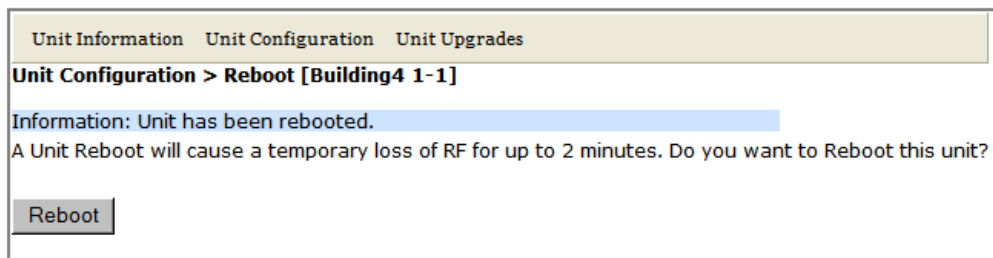 Unit Information Unit Configuration Unit Upgrades
Unit Configuration > Reboot [Building4 1-1]
Information: Unit has been rebooted.
A Unit Reboot will cause a temporary loss of RF for up to 2 minutes. Do you want to Reboot this unit?
Reboot